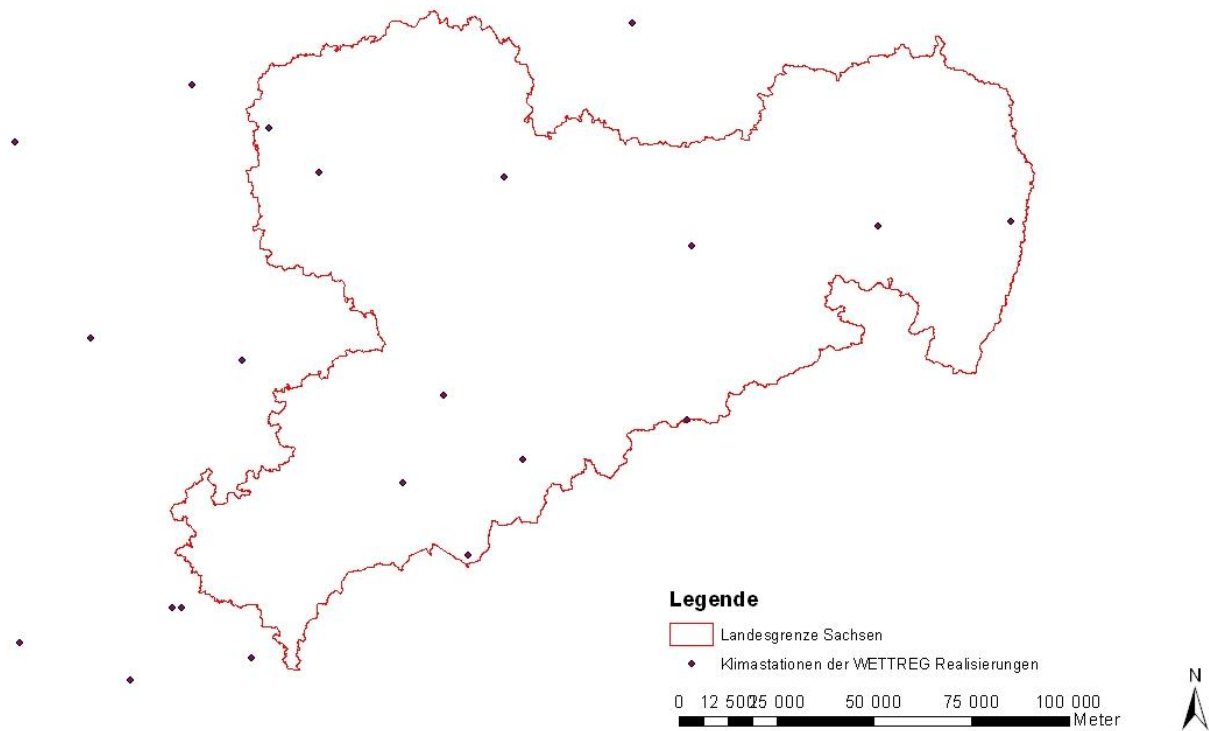 Legende
Landesgrenze Sachsen
Klimastationen der WETTREG Realisierungen
N
0 12 500 25 000 50 000 75 000 100 000
Meter